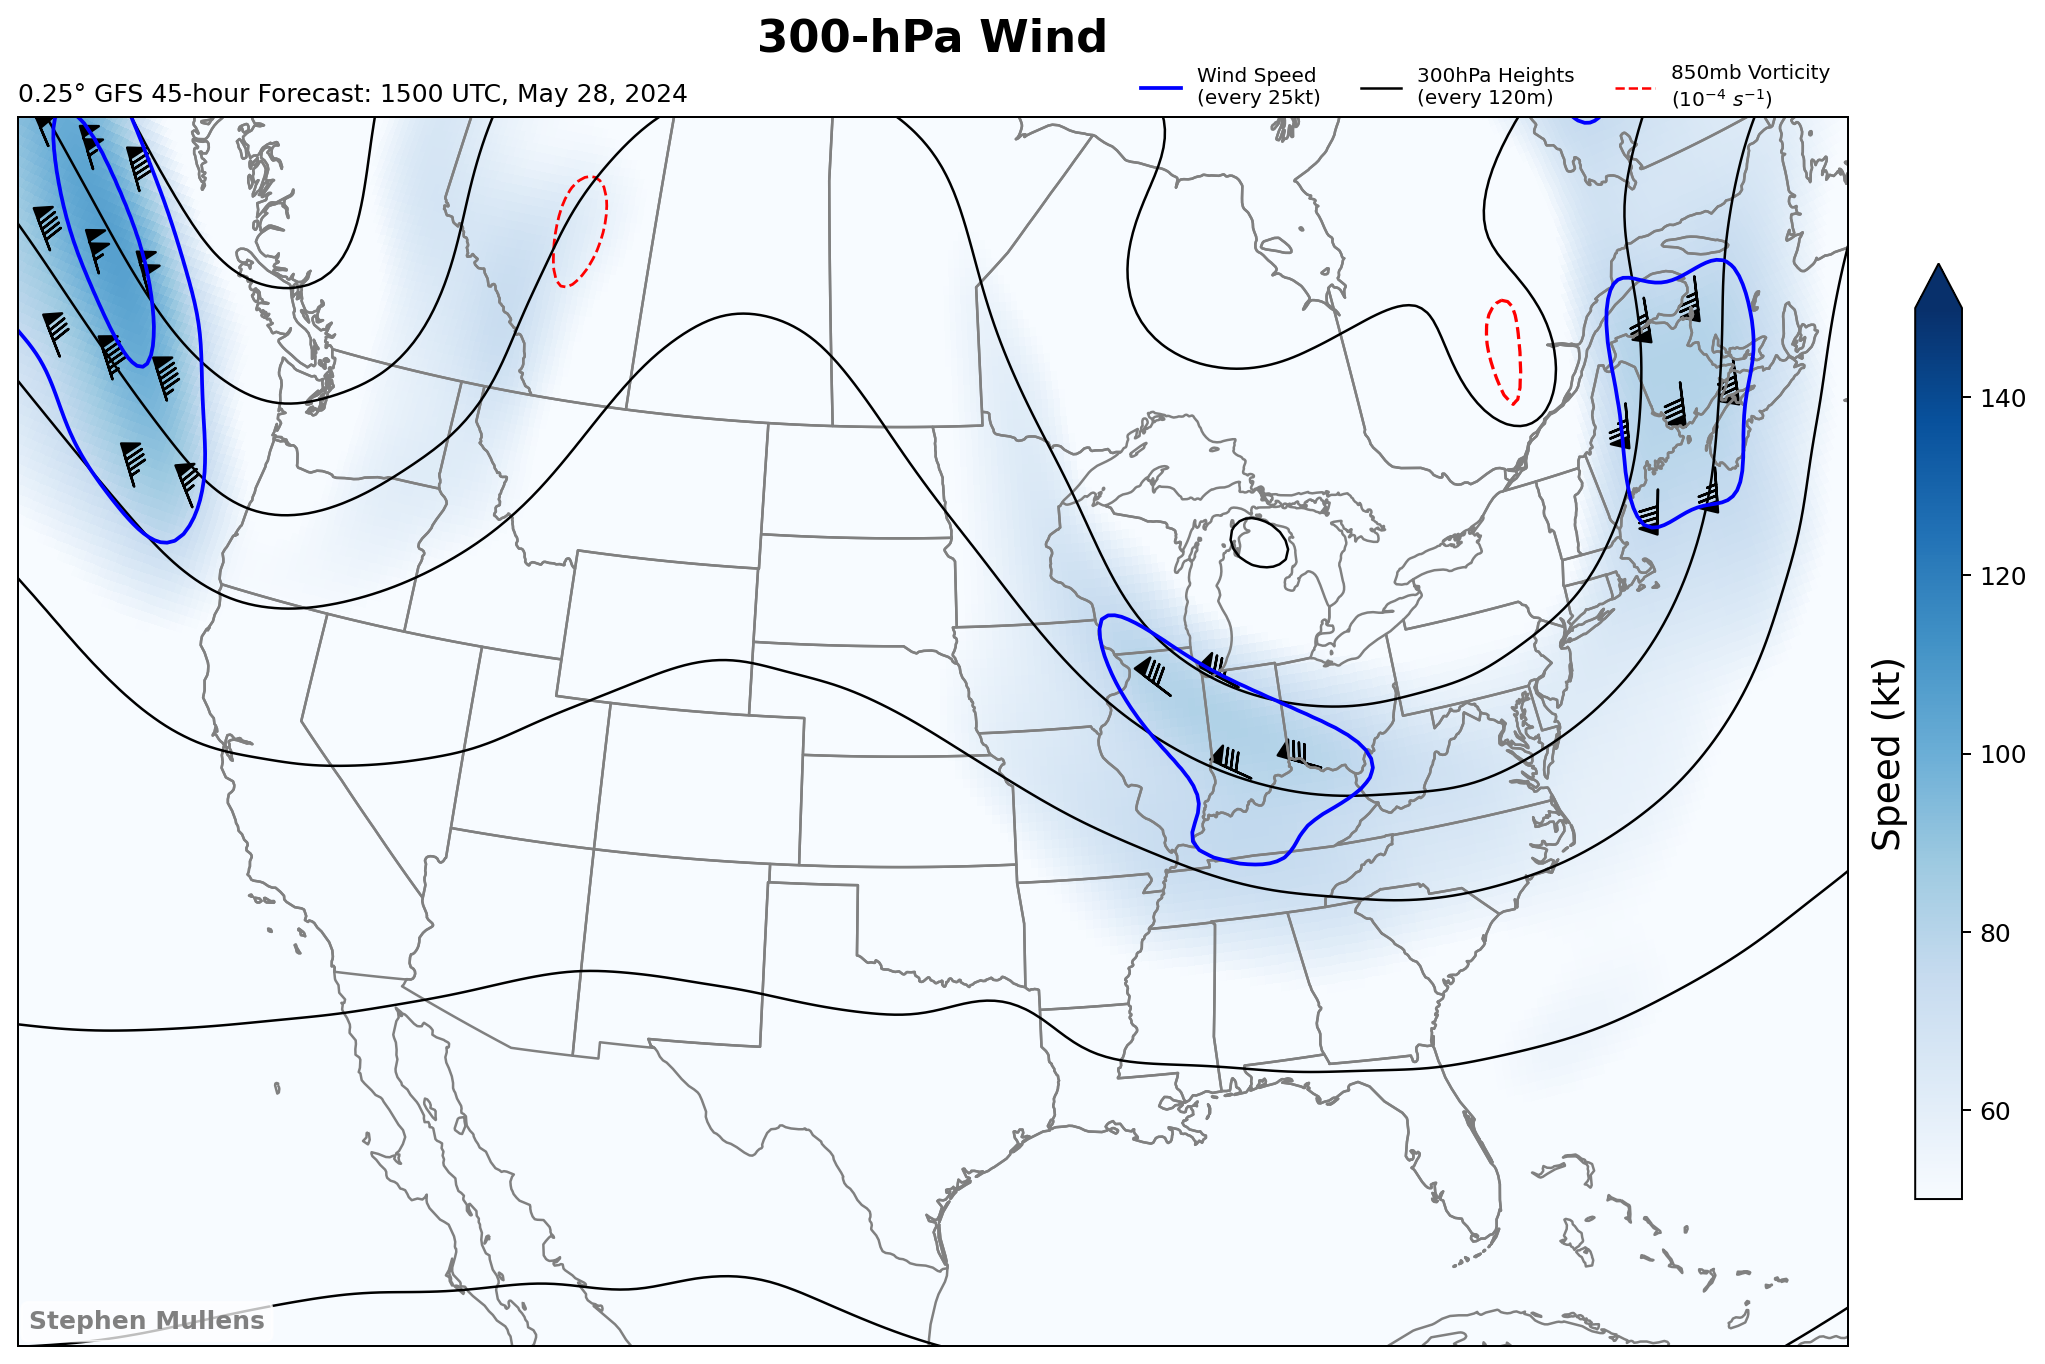 300-hPa Wind
0.25° GFS 45-hour Forecast: 1500 UTC, May 28, 2024
Wind Speed
(every 25kt)
300hPa Heights
(every 120m)
850mb Vorticity
(10⁻⁴ s⁻¹)
140
120
100
80
60
Speed (kt)
Stephen Mullens